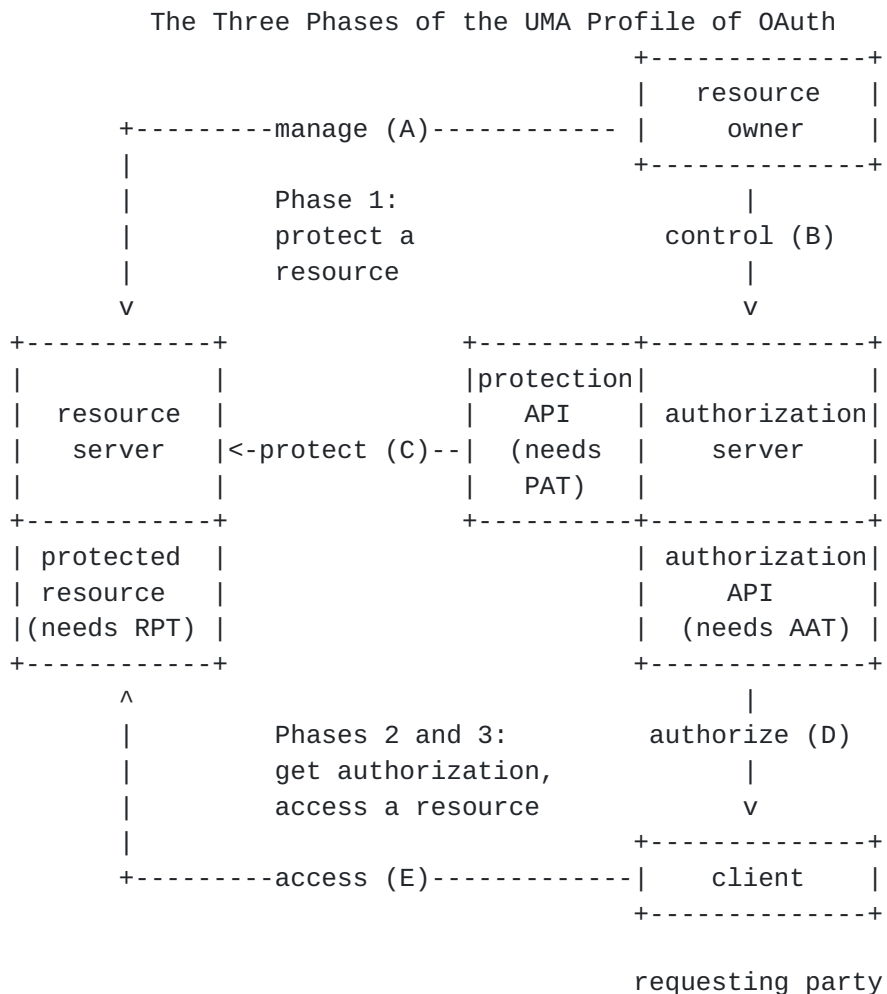 The Three Phases of the UMA Profile of OAuth
                                         +--------------+
                                         |   resource   |
       +---------manage (A)------------ |     owner    |
       |                                 +--------------+
       |         Phase 1:                       |
       |         protect a                control (B)
       |         resource                       |
       v                                        v
+------------+               +----------+--------------+
|            |               |protection|              |
|  resource  |               |   API    | authorization|
|   server   |<-protect (C)--|  (needs  |    server    |
|            |               |   PAT)   |              |
+------------+               +----------+--------------+
| protected  |                          | authorization|
| resource   |                          |     API      |
|(needs RPT) |                          |  (needs AAT) |
+------------+                          +--------------+
       ^                                        |
       |         Phases 2 and 3:         authorize (D)
       |         get authorization,             |
       |         access a resource              v
       |                                 +--------------+
       +---------access (E)-------------|    client    |
                                         +--------------+
                                         requesting party